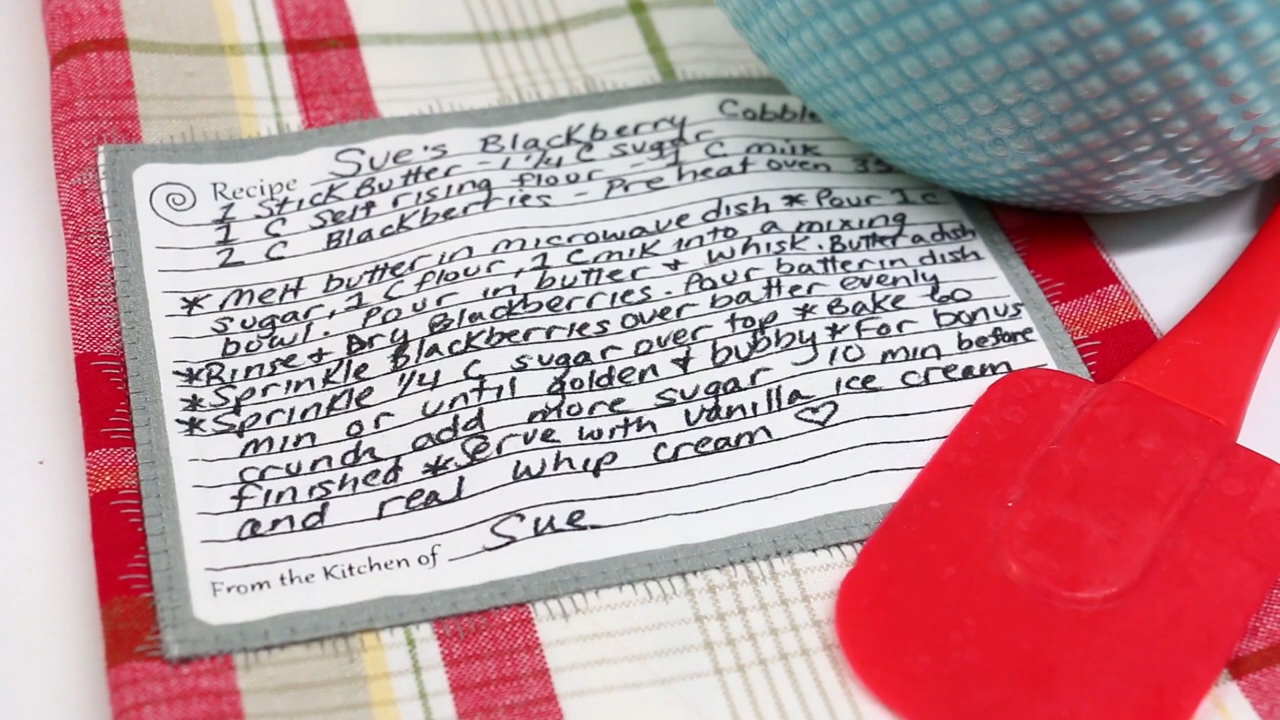 Recipe Sue's Blackberry Cobble
1 Stick Butter - 1 1/4 C sugar
1 C Self rising flour - 1 C milk
2 C Blackberries - Preheat oven 35
* Melt butter in microwave dish * Pour 1 c
sugar, 1 C flour, 1 C milk into a mixing
bowl. Pour in butter + whisk. Butter a dish
* Rinse + Dry Blackberries. Pour batter in dish
* Sprinkle Blackberries over batter evenly
* Sprinkle 1/4 C sugar over top * Bake 60
min or until golden + bubby * For bonus
crunch add more sugar 10 min before
finished * Serve with vanilla ice cream
and real whip cream ♡
From the Kitchen of Sue